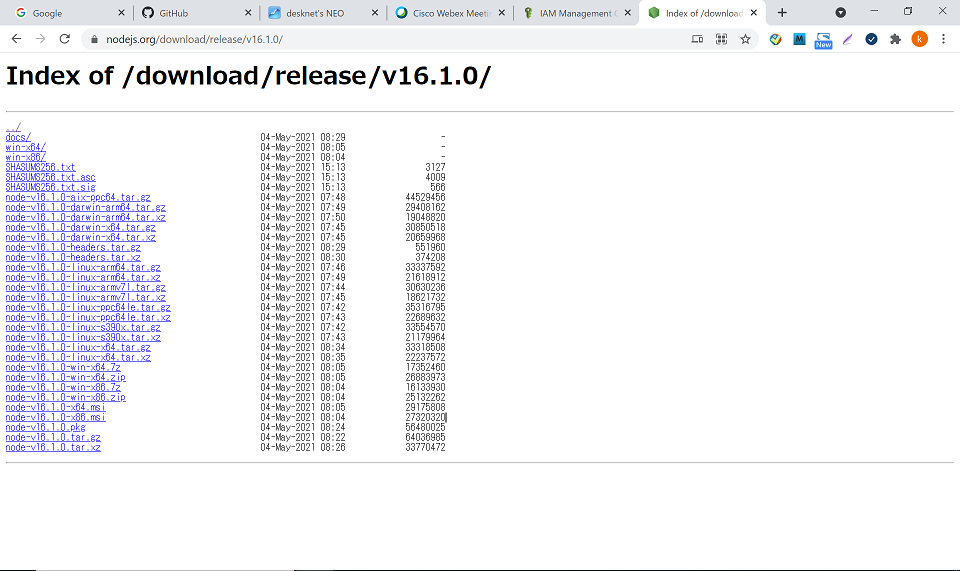 Google
GitHub
desknet's NEO
Cisco Webex Meeti
IAM Management C
Index of /download
nodejs.org/download/release/v16.1.0/
New
k
Index of /download/release/v16.1.0/
../
docs/ 04-May-2021 08:29 -
win-x64/ 04-May-2021 08:05 -
win-x86/ 04-May-2021 08:04 -
SHASUMS256.txt 04-May-2021 15:13 3127
SHASUMS256.txt.asc 04-May-2021 15:13 4009
SHASUMS256.txt.sig 04-May-2021 15:13 566
node-v16.1.0-aix-ppc64.tar.gz 04-May-2021 07:48 44529456
node-v16.1.0-darwin-arm64.tar.gz 04-May-2021 07:49 29408162
node-v16.1.0-darwin-arm64.tar.xz 04-May-2021 07:50 19048820
node-v16.1.0-darwin-x64.tar.gz 04-May-2021 07:45 30850518
node-v16.1.0-darwin-x64.tar.xz 04-May-2021 07:45 20659968
node-v16.1.0-headers.tar.gz 04-May-2021 08:29 551960
node-v16.1.0-headers.tar.xz 04-May-2021 08:30 374208
node-v16.1.0-linux-arm64.tar.gz 04-May-2021 07:46 33337592
node-v16.1.0-linux-arm64.tar.xz 04-May-2021 07:49 21618912
node-v16.1.0-linux-armv7l.tar.gz 04-May-2021 07:44 30630236
node-v16.1.0-linux-armv7l.tar.xz 04-May-2021 07:45 18621732
node-v16.1.0-linux-ppc64le.tar.gz 04-May-2021 07:42 35316795
node-v16.1.0-linux-ppc64le.tar.xz 04-May-2021 07:43 22689632
node-v16.1.0-linux-s390x.tar.gz 04-May-2021 07:42 33554570
node-v16.1.0-linux-s390x.tar.xz 04-May-2021 07:43 21179964
node-v16.1.0-linux-x64.tar.gz 04-May-2021 08:34 33318508
node-v16.1.0-linux-x64.tar.xz 04-May-2021 08:35 22237572
node-v16.1.0-win-x64.7z 04-May-2021 08:05 17352460
node-v16.1.0-win-x64.zip 04-May-2021 08:05 26883973
node-v16.1.0-win-x86.7z 04-May-2021 08:04 16133930
node-v16.1.0-win-x86.zip 04-May-2021 08:04 25132262
node-v16.1.0-x64.msi 04-May-2021 08:05 29175808
node-v16.1.0-x86.msi 04-May-2021 08:04 27320320
node-v16.1.0.pkg 04-May-2021 08:24 56480025
node-v16.1.0.tar.gz 04-May-2021 08:22 64036985
node-v16.1.0.tar.xz 04-May-2021 08:26 33770472